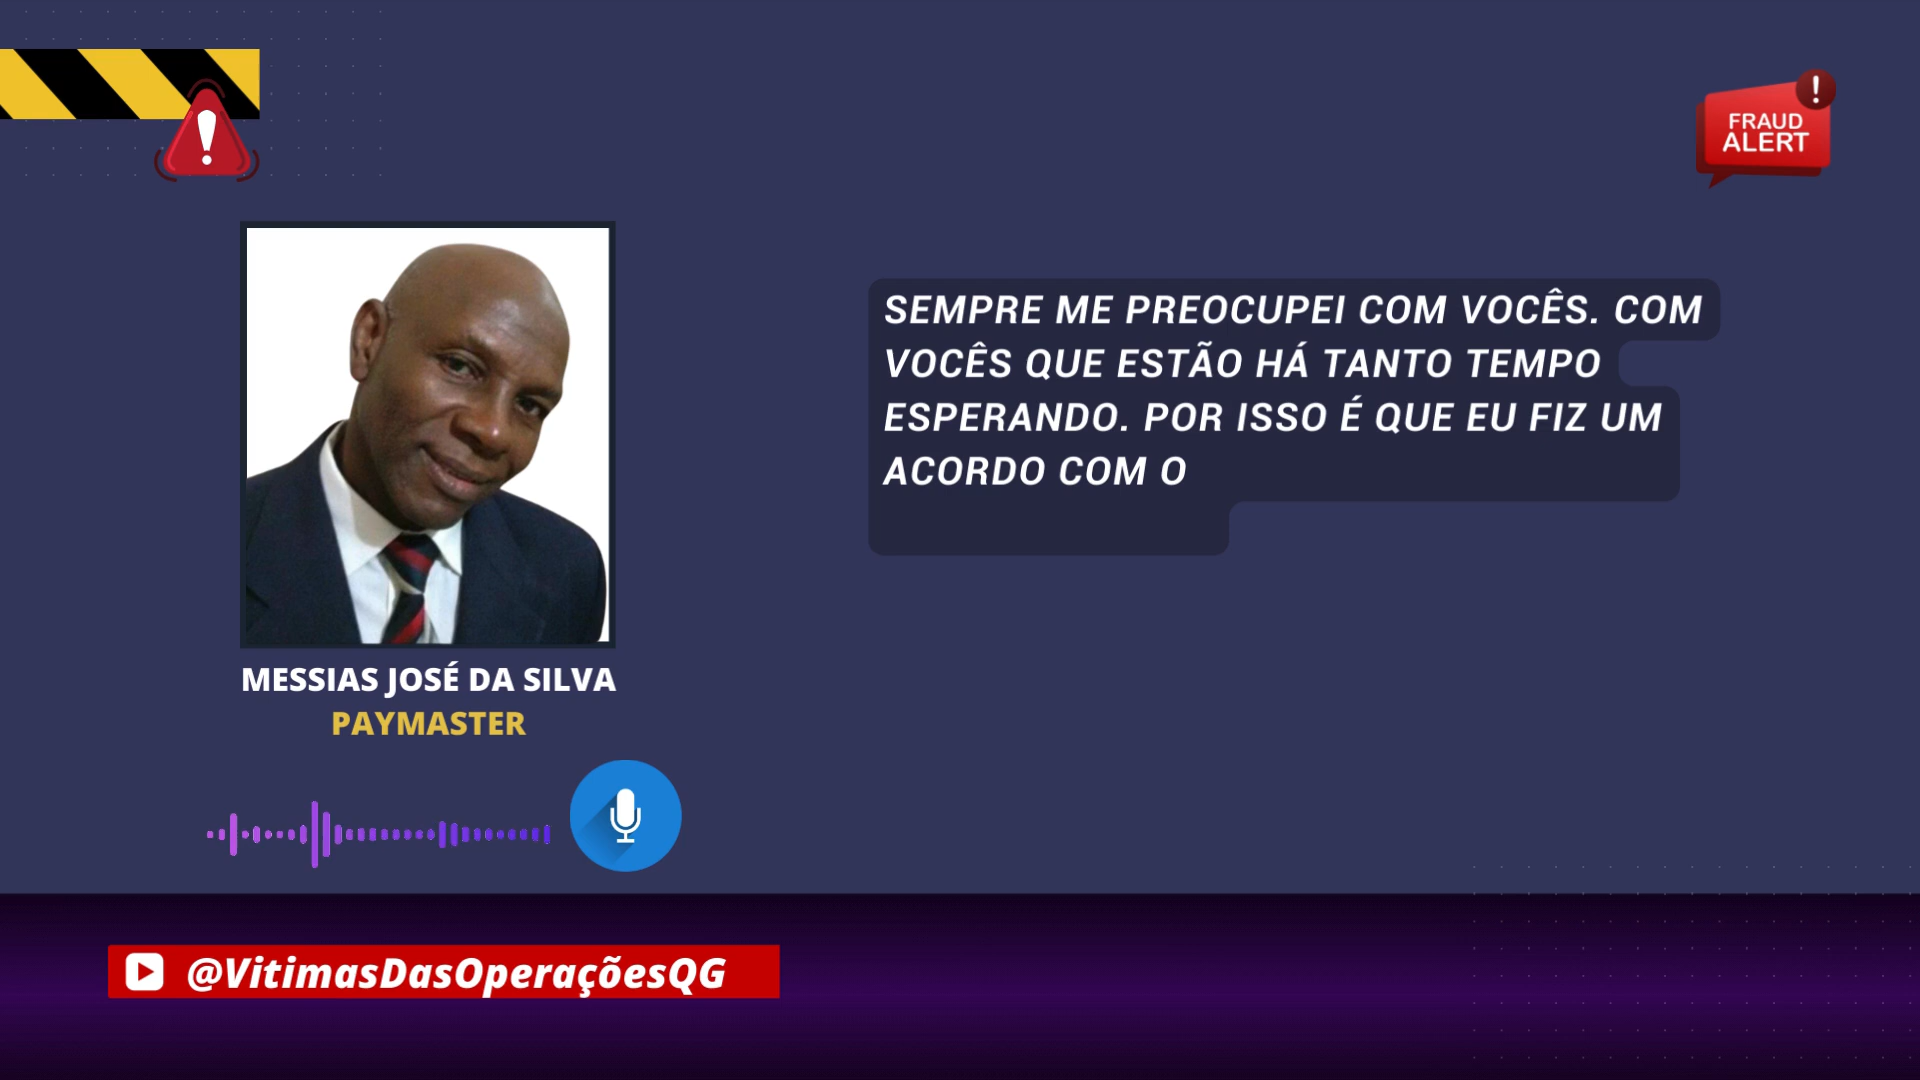 FRAUD
ALERT
SEMPRE ME PREOCUPEI COM VOCÊS. COM
VOCÊS QUE ESTÃO HÁ TANTO TEMPO
ESPERANDO. POR ISSO É QUE EU FIZ UM
ACORDO COM O
MESSIAS JOSÉ DA SILVA
PAYMASTER
@VitimasDasOperaçõesQG